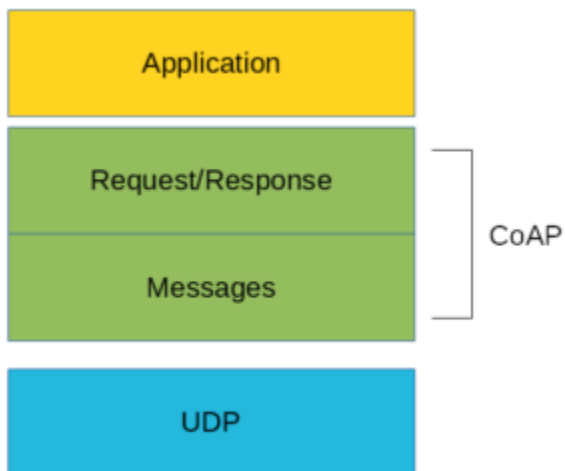 Application
Request/Response
CoAP
Messages
UDP